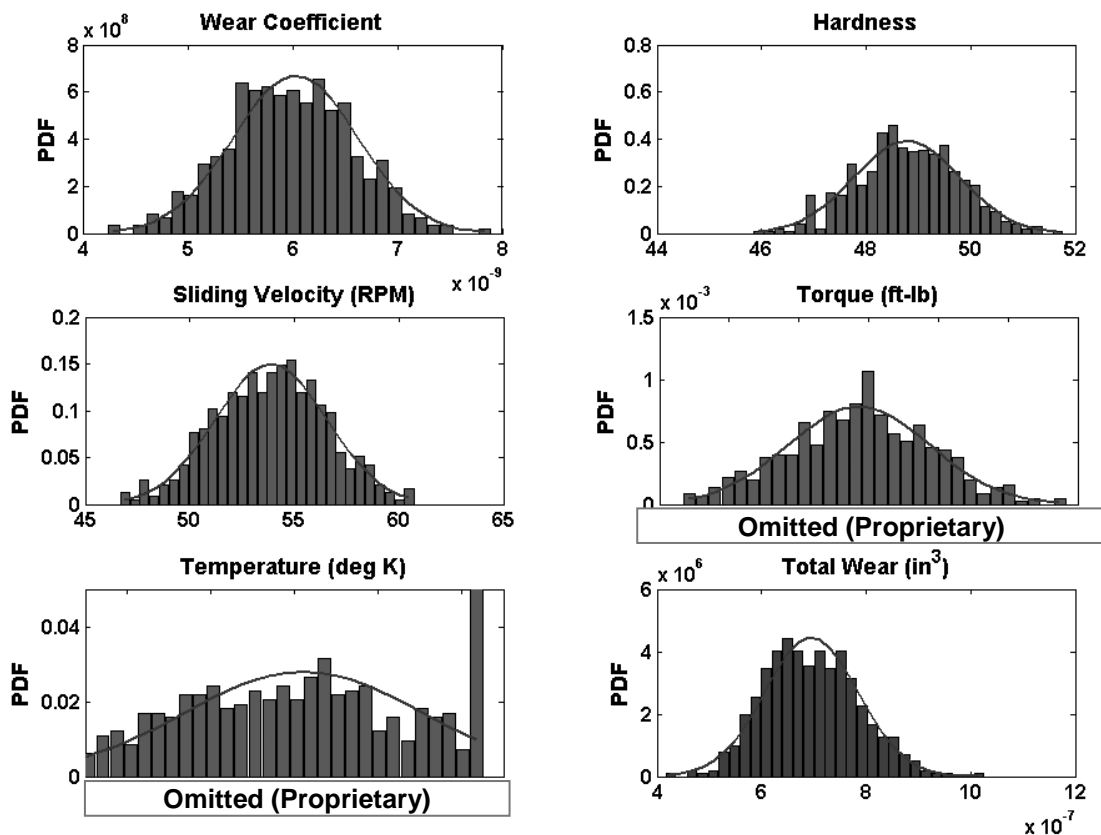 Wear Coefficient
x 10^8
8
6
4
2
0
PDF
4 5 6 7 8
x 10^-9
Hardness
0.8
0.6
0.4
0.2
0
PDF
44 46 48 50 52
Sliding Velocity (RPM)
0.2
0.15
0.1
0.05
0
PDF
45 50 55 60 65
Torque (ft-lb)
x 10^-3
1.5
1
0.5
0
PDF
Omitted (Proprietary)
Temperature (deg K)
0.04
0.02
0
PDF
Omitted (Proprietary)
Total Wear (in^3)
x 10^6
6
4
2
0
PDF
4 6 8 10 12
x 10^-7